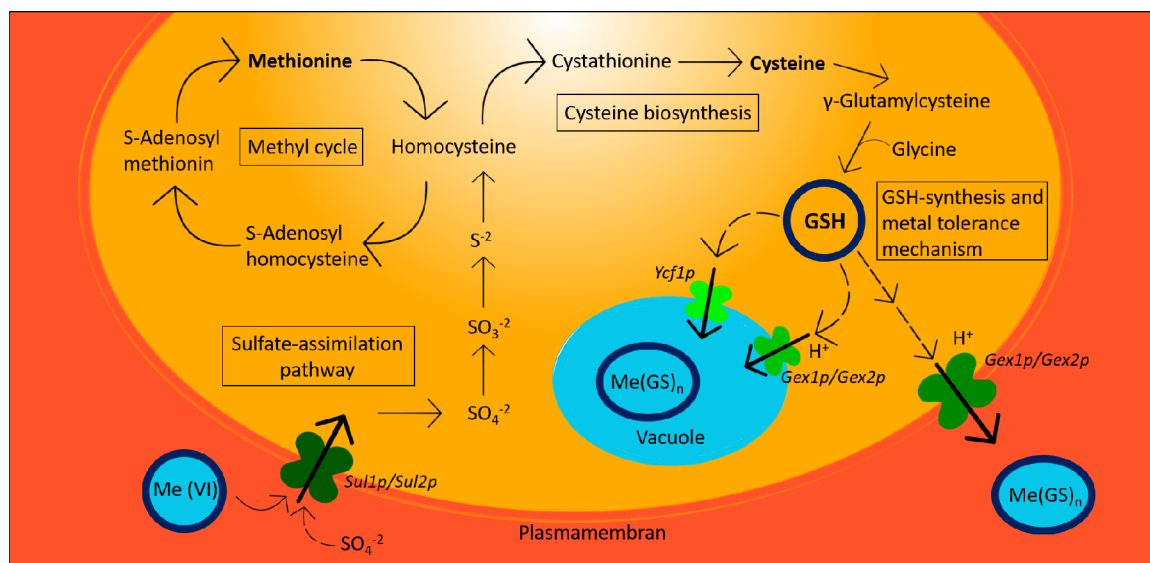 Methionine
Cystathionine
Cysteine
Cysteine biosynthesis
γ-Glutamylcysteine
S-Adenosyl
methionin
Methyl cycle
Homocysteine
Glycine
GSH
GSH-synthesis and
metal tolerance
mechanism
S-Adenosyl
homocysteine
S⁻²
Ycf1p
SO₃⁻²
Sulfate-assimilation
pathway
H⁺
Gex1p/Gex2p
H⁺
Gex1p/Gex2p
Me(GS)ₙ
Vacuole
SO₄⁻²
Sul1p/Sul2p
Me (VI)
SO₄⁻²
Plasmamembran
Me(GS)ₙ